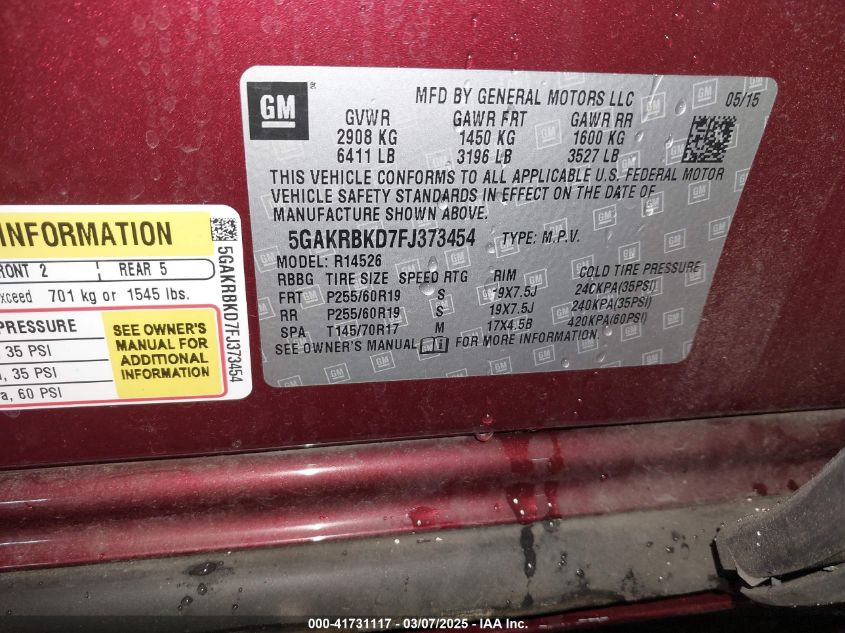 GM
MFD BY GENERAL MOTORS LLC 05/15
GVWR GAWR FRT GAWR RR
2908 KG 1450 KG 1600 KG
6411 LB 3196 LB 3527 LB
THIS VEHICLE CONFORMS TO ALL APPLICABLE U.S. FEDERAL MOTOR
VEHICLE SAFETY STANDARDS IN EFFECT ON THE DATE OF
MANUFACTURE SHOWN ABOVE.
5GAKRBKD7FJ373454 TYPE: M.P.V.
MODEL: R14526
RBBG TIRE SIZE SPEED RTG RIM COLD TIRE PRESSURE
FRT P255/60R19 S 19X7.5J 240KPA(35PSI)
RR P255/60R19 S 19X7.5J 240KPA(35PSI)
SPA T145/70R17 M 17X4.5B 420KPA(60PSI)
SEE OWNER'S MANUAL FOR MORE INFORMATION.
INFORMATION
FRONT 2 REAR 5
exceed 701 kg or 1545 lbs.
PRESSURE
35 PSI
35 PSI
60 PSI
SEE OWNER'S
MANUAL FOR
ADDITIONAL
INFORMATION
5GAKRBKD7FJ373454
000-41731117 - 03/07/2025 - IAA Inc.